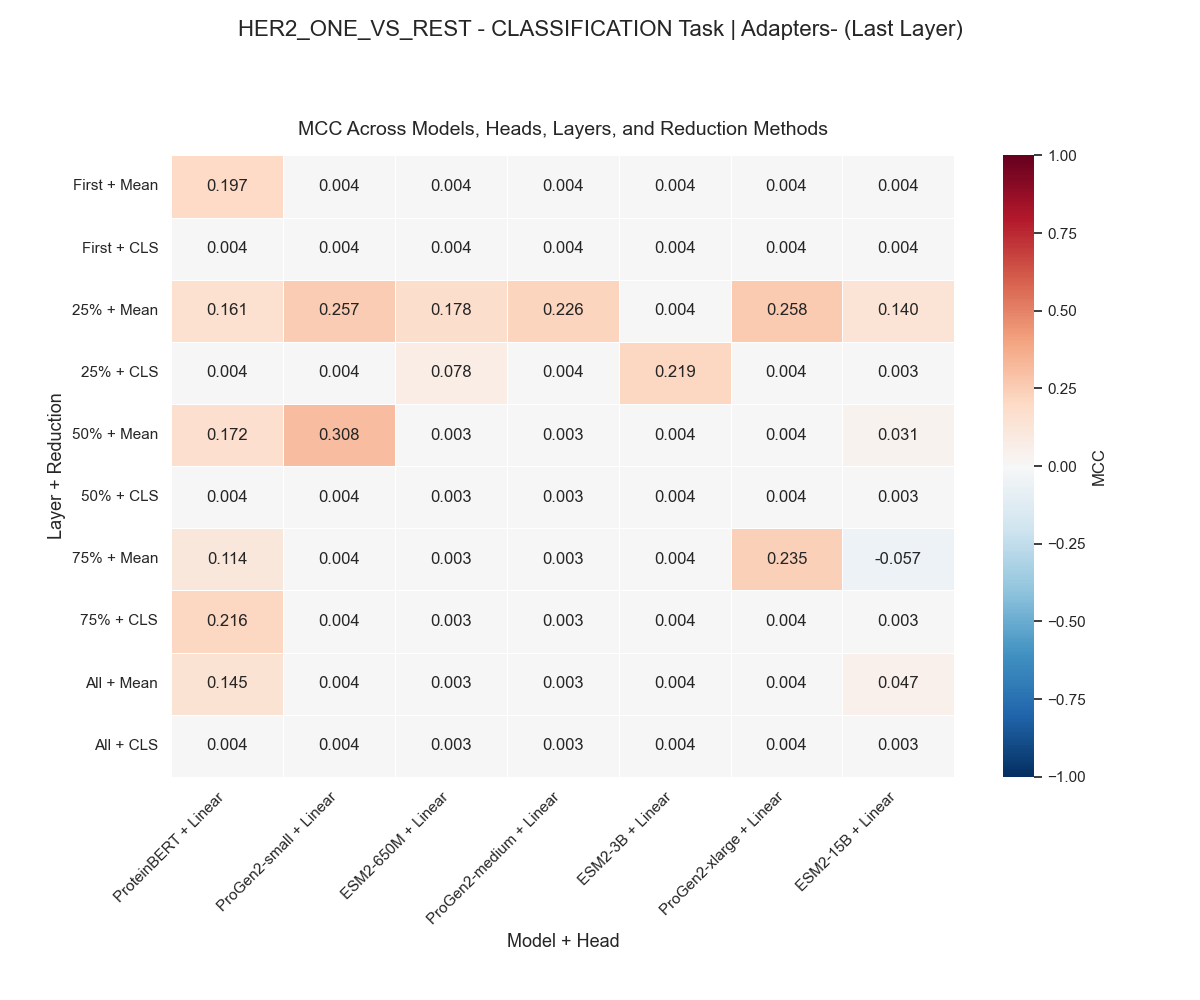 HER2_ONE_VS_REST - CLASSIFICATION Task | Adapters- (Last Layer)
MCC Across Models, Heads, Layers, and Reduction Methods
First + Mean 0.197 0.004 0.004 0.004 0.004 0.004 0.004
First + CLS 0.004 0.004 0.004 0.004 0.004 0.004 0.004
25% + Mean 0.161 0.257 0.178 0.226 0.004 0.258 0.140
25% + CLS 0.004 0.004 0.078 0.004 0.219 0.004 0.003
50% + Mean 0.172 0.308 0.003 0.003 0.004 0.004 0.031
50% + CLS 0.004 0.004 0.003 0.003 0.004 0.004 0.003
75% + Mean 0.114 0.004 0.003 0.003 0.004 0.235 -0.057
75% + CLS 0.216 0.004 0.003 0.003 0.004 0.004 0.003
All + Mean 0.145 0.004 0.003 0.003 0.004 0.004 0.047
All + CLS 0.004 0.004 0.003 0.003 0.004 0.004 0.003
Layer + Reduction
ProteinBERT + Linear
ProGen2-small + Linear
ESM2-650M + Linear
ProGen2-medium + Linear
ESM2-3B + Linear
ProGen2-xlarge + Linear
ESM2-15B + Linear
Model + Head
1.00
0.75
0.50
0.25
0.00
−0.25
−0.50
−0.75
−1.00
MCC